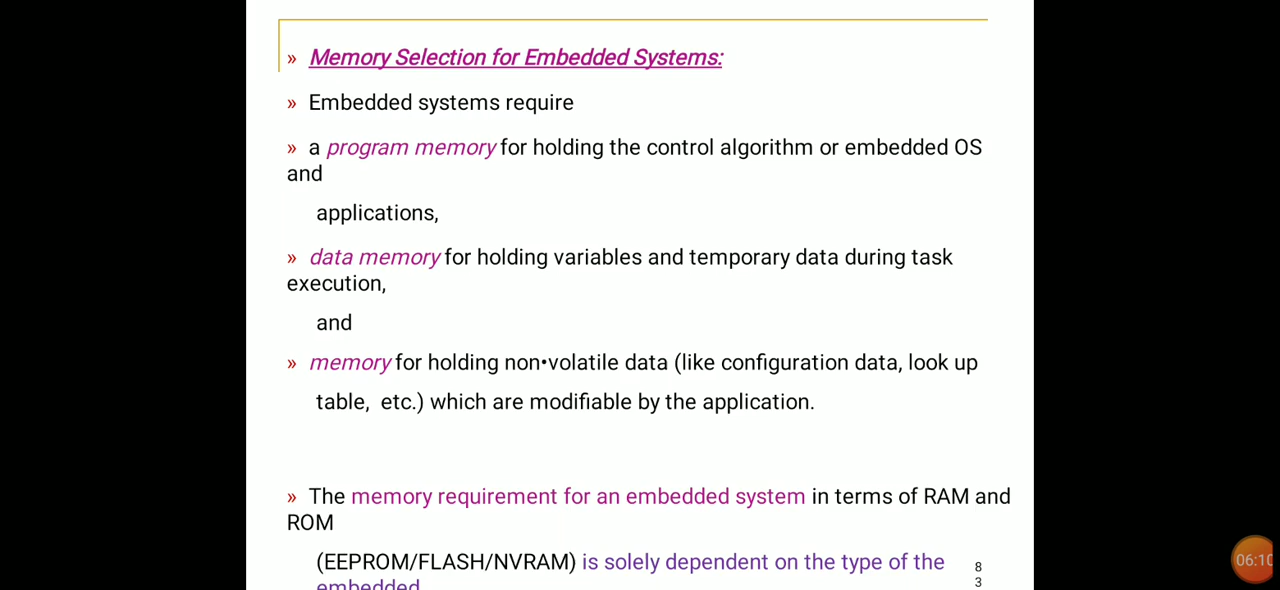 » Memory Selection for Embedded Systems:
» Embedded systems require
» a program memory for holding the control algorithm or embedded OS
and
applications,
» data memory for holding variables and temporary data during task
execution,
and
» memory for holding non•volatile data (like configuration data, look up
table, etc.) which are modifiable by the application.
» The memory requirement for an embedded system in terms of RAM and
ROM
(EEPROM/FLASH/NVRAM) is solely dependent on the type of the
embedded
8
3
06:10